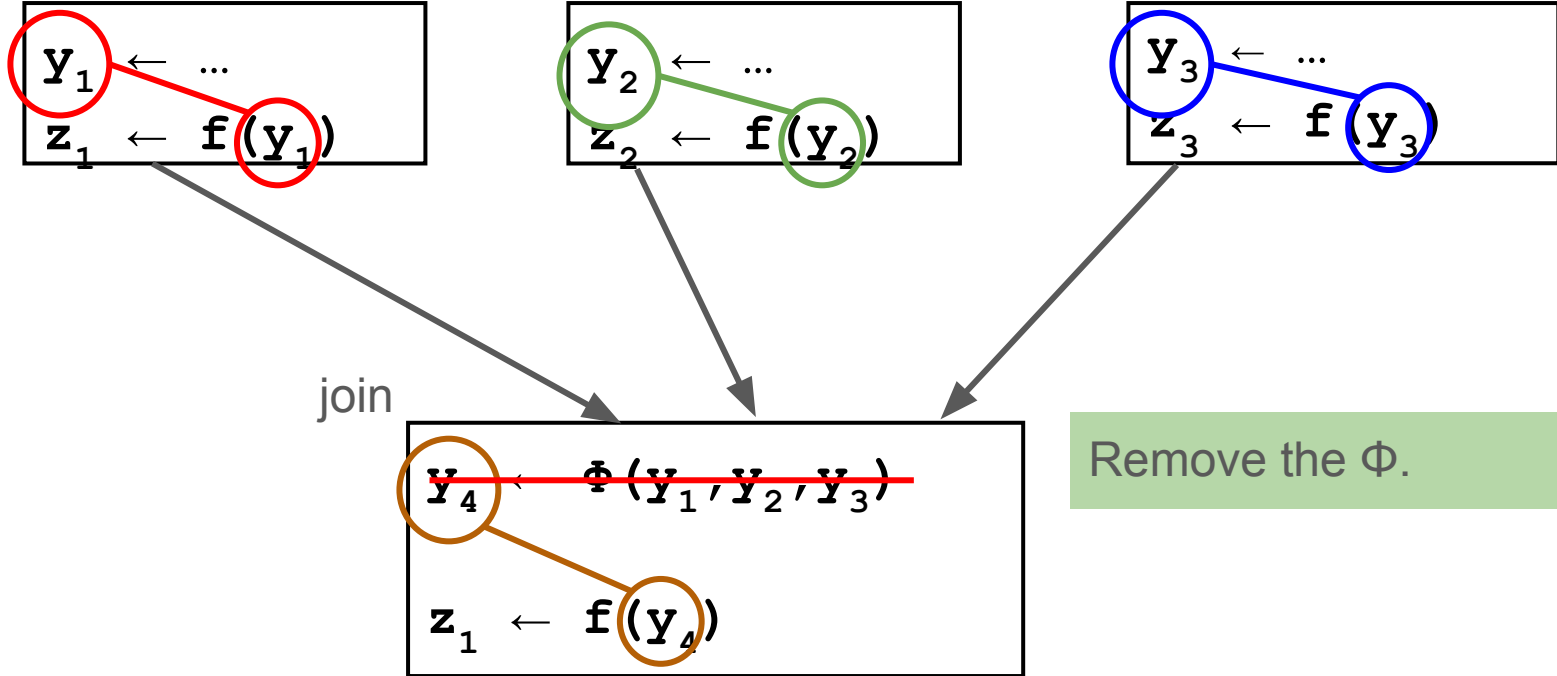 y₁ ← …
z₁ ← f(y₁)
y₂ ← …
z₂ ← f(y₂)
y₃ ← …
z₃ ← f(y₃)
join
y₄ ← Φ(y₁,y₂,y₃)
z₁ ← f(y₄)
Remove the Φ.